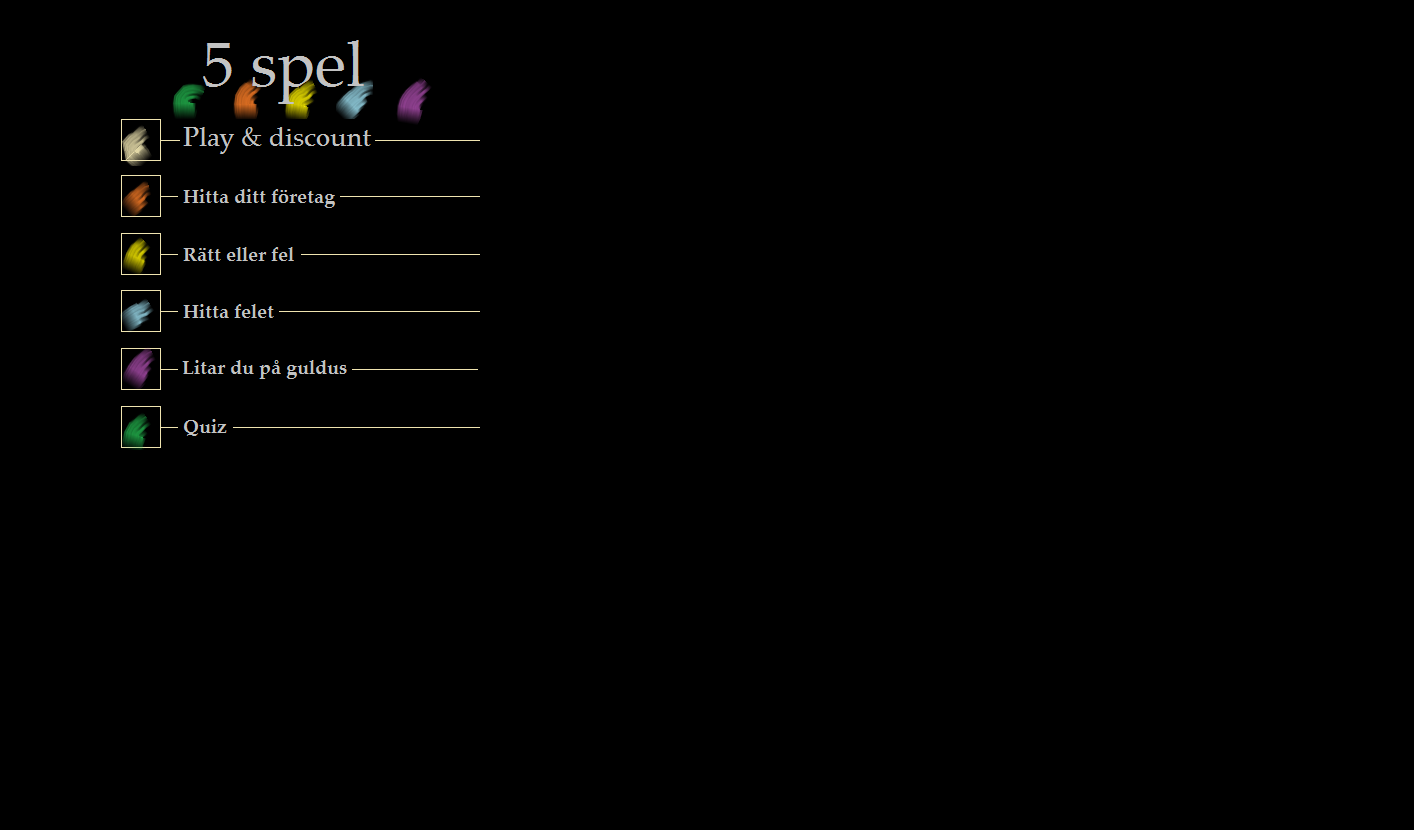 5 spel
Play & discount
Hitta ditt företag
Rätt eller fel
Hitta felet
Litar du på guldus
Quiz